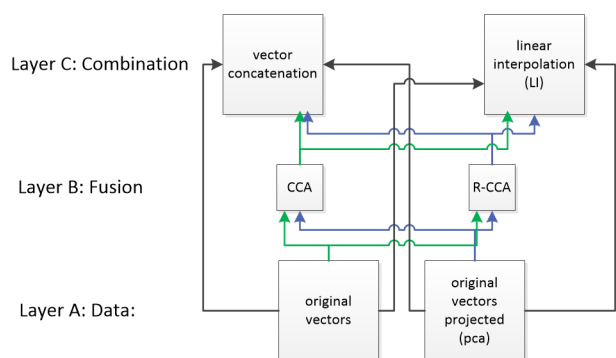 Layer C: Combination
vector
concatenation
linear
interpolation
(LI)
Layer B: Fusion
CCA
R-CCA
Layer A: Data:
original
vectors
original
vectors
projected
(pca)